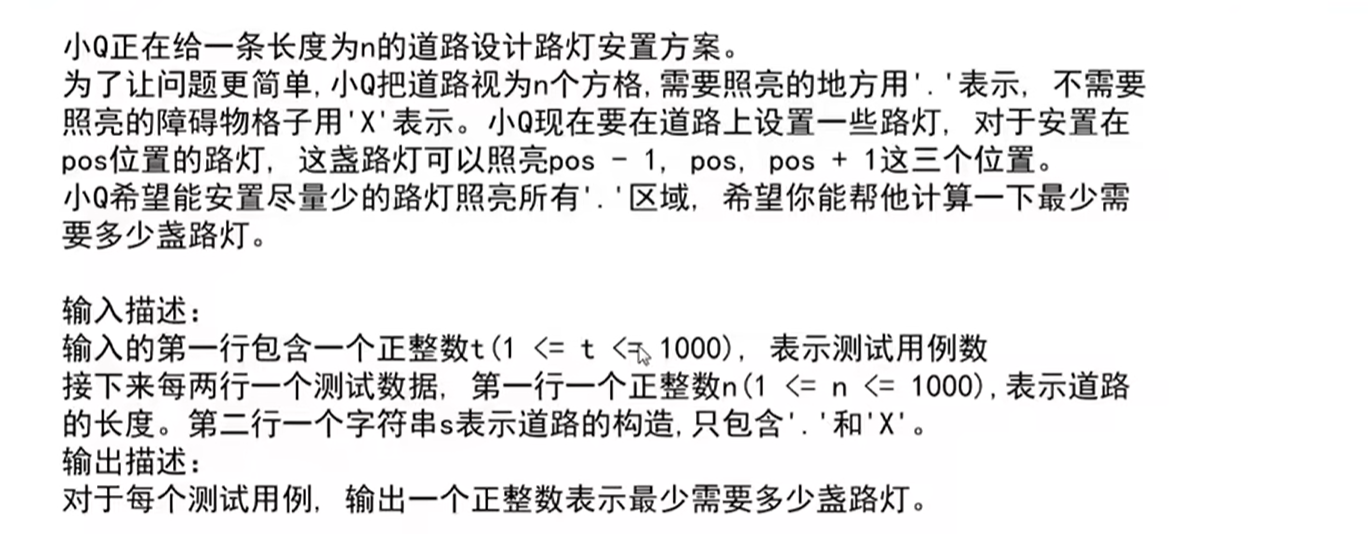 小Q正在给一条长度为n的道路设计路灯安置方案。
为了让问题更简单,小Q把道路视为n个方格,需要照亮的地方用'.'表示, 不需要
照亮的障碍物格子用'X'表示。小Q现在要在道路上设置一些路灯, 对于安置在
pos位置的路灯, 这盏路灯可以照亮pos - 1, pos, pos + 1这三个位置。
小Q希望能安置尽量少的路灯照亮所有'.'区域, 希望你能帮他计算一下最少需
要多少盏路灯。
输入描述:
输入的第一行包含一个正整数t(1 <= t <= 1000), 表示测试用例数
接下来每两行一个测试数据, 第一行一个正整数n(1 <= n <= 1000),表示道路
的长度。第二行一个字符串s表示道路的构造,只包含'.'和'X'。
输出描述:
对于每个测试用例, 输出一个正整数表示最少需要多少盏路灯。